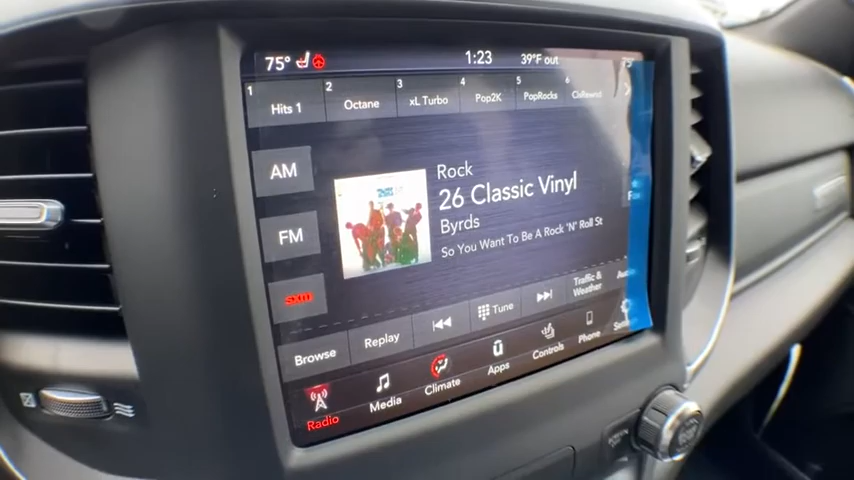 75° 1:23 39°F out
1 Hits 1 2 Octane 3 xL Turbo 4 Pop2K 5 PopRocks 6
AM
Rock
26 Classic Vinyl
FM
Byrds
So You Want To Be A Rock 'N' Roll St
sxm
Browse Replay Tune Traffic & Weather
Radio Media Climate Apps Controls Phone